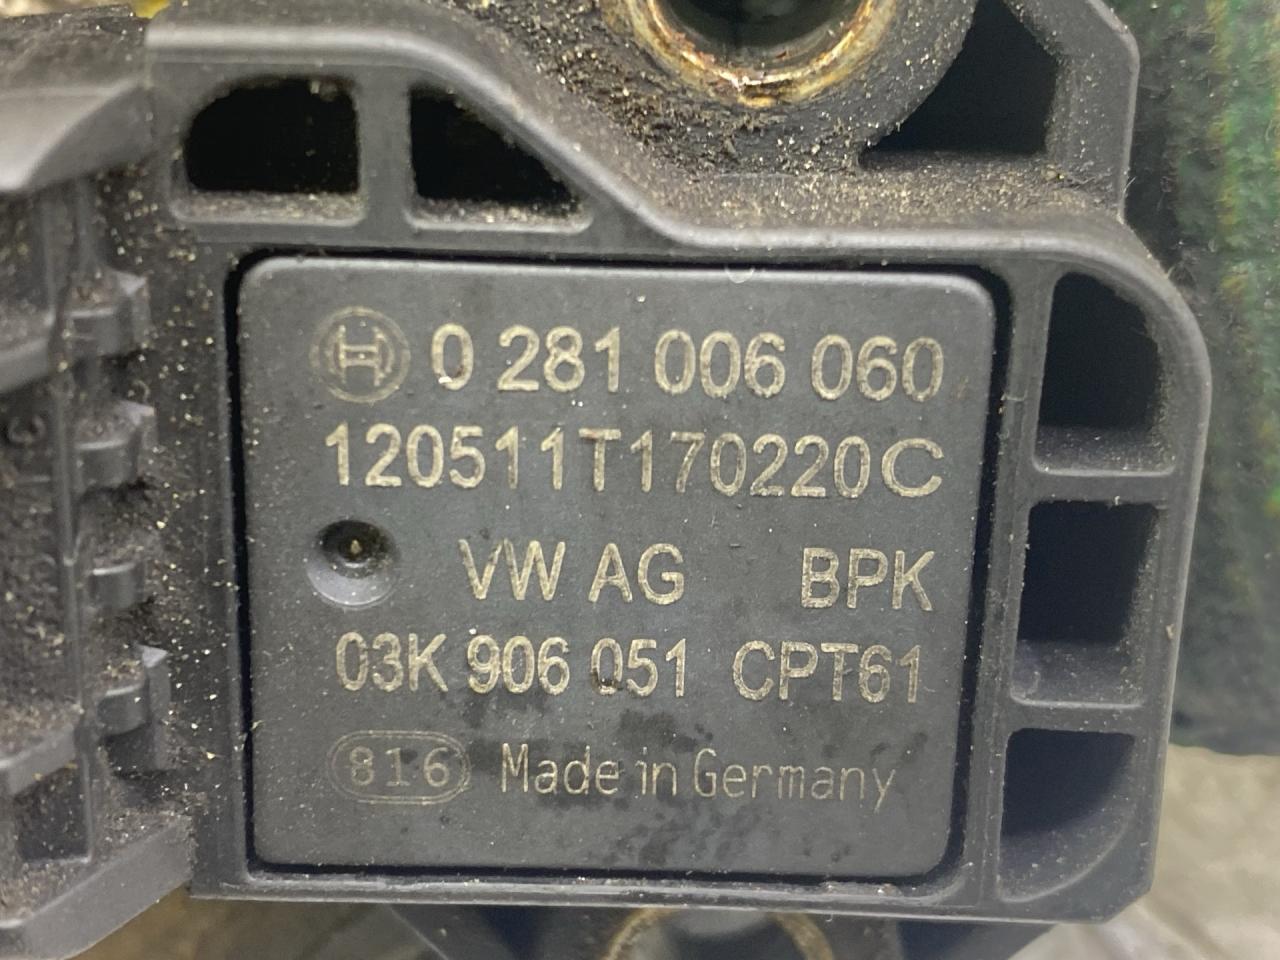 0 281 006 060
120511T170220C
VW AG BPK
03K 906 051 CPT61
816 Made in Germany